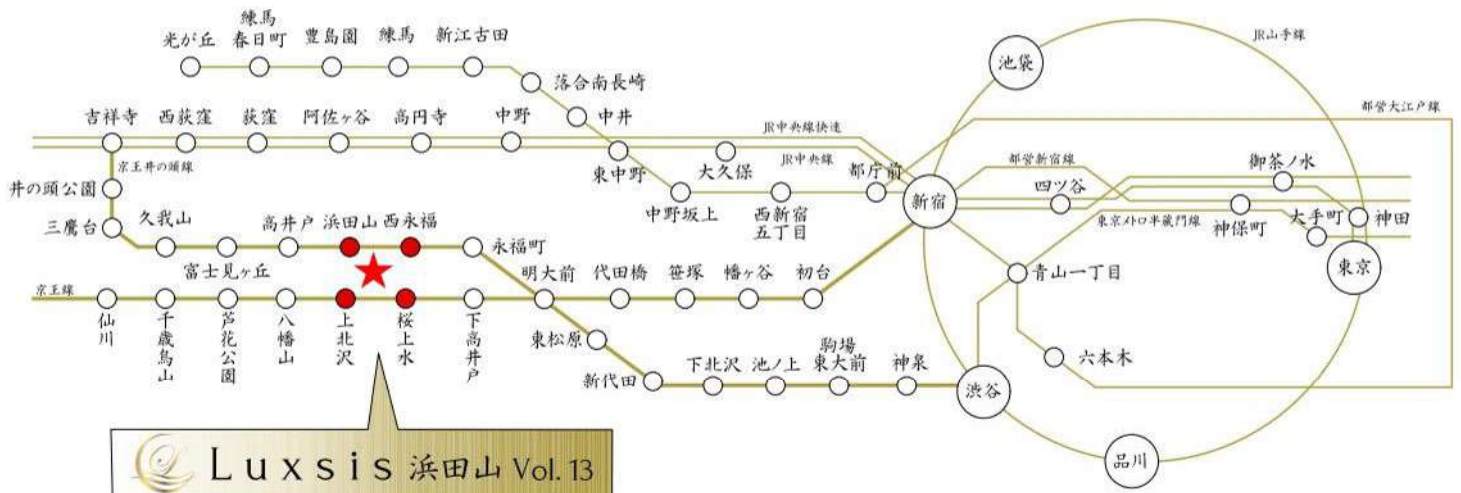 光が丘
練馬
春日町
豊島園
練馬
新江古田
落合南長崎
中井
JR山手線
池袋
都営大江戸線
吉祥寺
西荻窪
荻窪
阿佐ヶ谷
高円寺
中野
東中野
大久保
JR中央線快速
JR中央線
都庁前
都営新宿線
御茶ノ水
京王井の頭線
井の頭公園
三鷹台
中野坂上
西新宿
五丁目
新宿
四ツ谷
東京メトロ半蔵門線
神保町
大手町
神田
東京
久我山
富士見ヶ丘
高井戸
浜田山
西永福
永福町
明大前
代田橋
笹塚
幡ヶ谷
初台
青山一丁目
京王線
仙川
千歳烏山
芦花公園
八幡山
上北沢
桜上水
下高井戸
東松原
新代田
下北沢
池ノ上
駒場
東大前
神泉
渋谷
六本木
品川
Luxsis 浜田山 Vol. 13